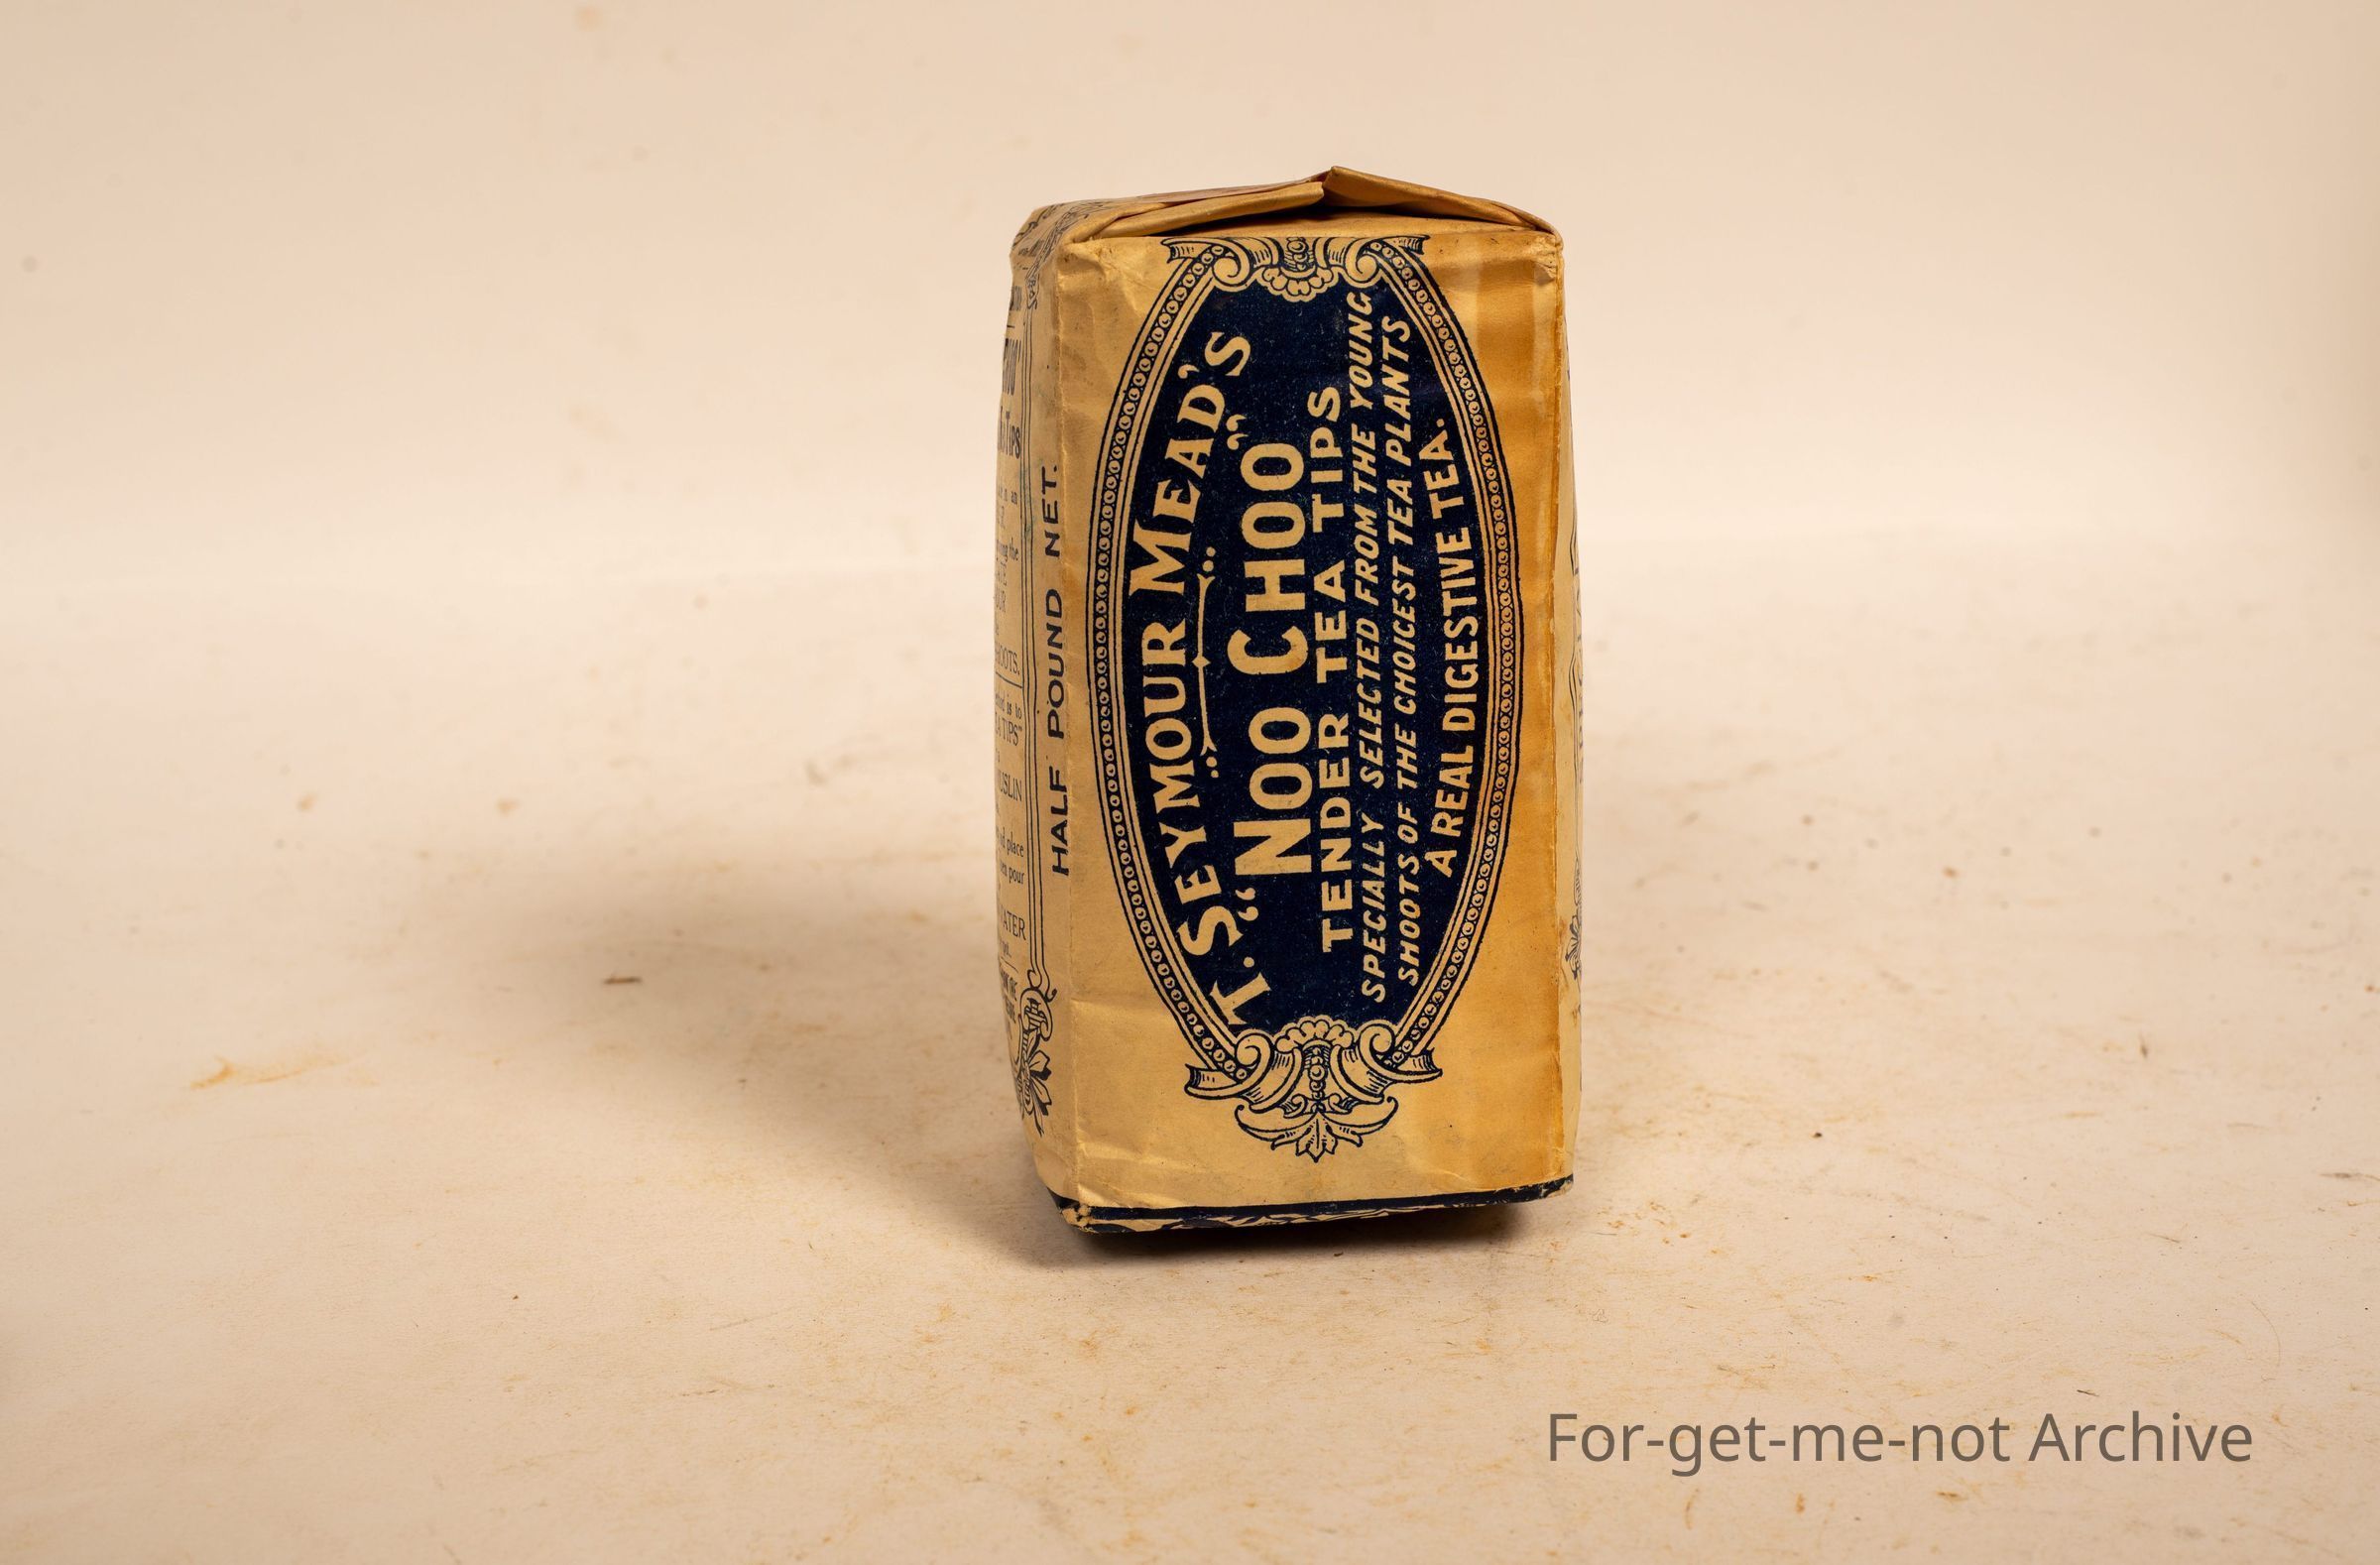 T. SEYMOUR MEAD'S
“NOO CHOO”
TENDER TEA TIPS
SPECIALLY SELECTED FROM THE YOUNG
SHOOTS OF THE CHOICEST TEA PLANTS
A REAL DIGESTIVE TEA.
HALF POUND NET.
For-get-me-not Archive